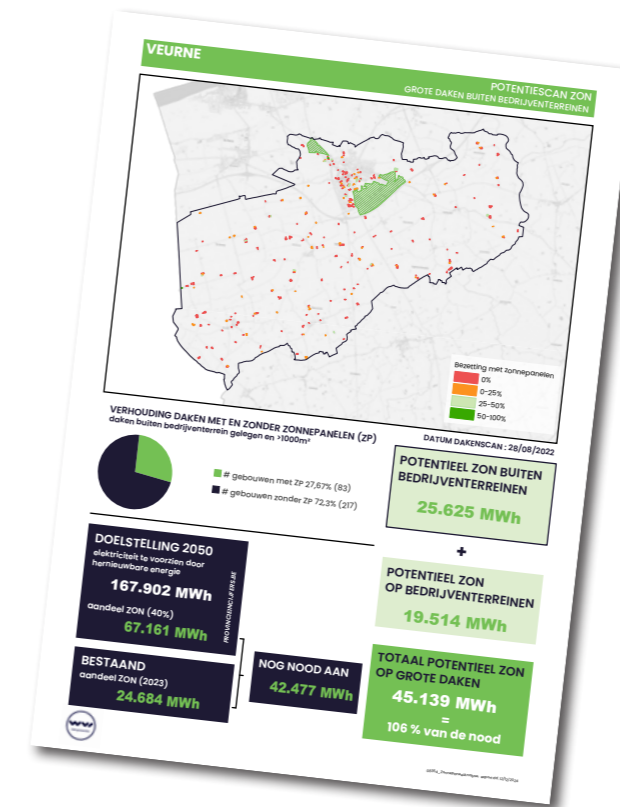 VEURNE
POTENTIESCAN ZON
GROTE DAKEN BUITEN BEDRIJVENTERREINEN
Bezetting met zonnepanelen
0%
0-25%
25-50%
50-100%
DATUM DAKENSCAN : 28/08/2022
VERHOUDING DAKEN MET EN ZONDER ZONNEPANELEN (ZP)
daken buiten bedrijventerrein gelegen en >1000m²
# gebouwen met ZP 27,67% (83)
# gebouwen zonder ZP 72,3% (217)
POTENTIEEL ZON BUITEN
BEDRIJVENTERREINEN
25.625 MWh
+
POTENTIEEL ZON
OP BEDRIJVENTERREINEN
19.514 MWh
DOELSTELLING 2050
elektriciteit te voorzien door
hernieuwbare energie
167.902 MWh
aandeel ZON (40%)
67.161 MWh
PROVINCIEINCIJFERS.BE
BESTAAND
aandeel ZON (2023)
24.684 MWh
NOG NOOD AAN
42.477 MWh
TOTAAL POTENTIEEL ZON
OP GROTE DAKEN
45.139 MWh
=
106 % van de nood